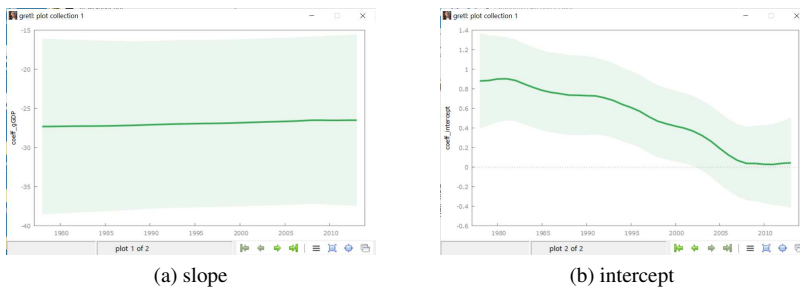 gretl: plot collection 1
-15
-20
-25
-30
-35
-40
coeff_gGDP
1980 1985 1990 1995 2000 2005 2010
plot 1 of 2
(a) slope
gretl: plot collection 1
1.4
1.2
1
0.8
0.6
0.4
0.2
0
-0.2
-0.4
-0.6
coeff_intercept
1980 1985 1990 1995 2000 2005 2010
plot 2 of 2
(b) intercept